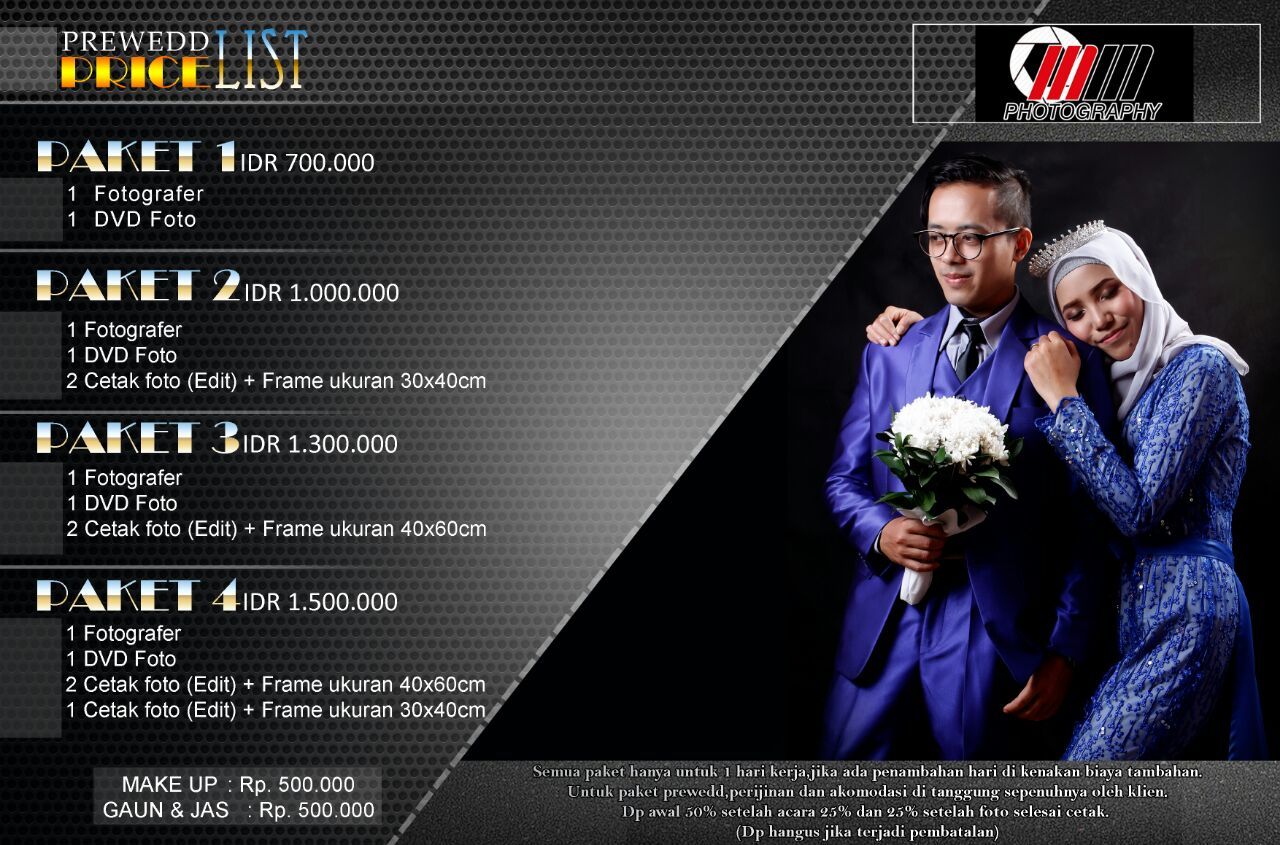 PREWEDD
PRICE LIST
PHOTOGRAPHY
PAKET 1 IDR 700.000
1 Fotografer
1 DVD Foto
PAKET 2 IDR 1.000.000
1 Fotografer
1 DVD Foto
2 Cetak foto (Edit) + Frame ukuran 30x40cm
PAKET 3 IDR 1.300.000
1 Fotografer
1 DVD Foto
2 Cetak foto (Edit) + Frame ukuran 40x60cm
PAKET 4 IDR 1.500.000
1 Fotografer
1 DVD Foto
2 Cetak foto (Edit) + Frame ukuran 40x60cm
1 Cetak foto (Edit) + Frame ukuran 30x40cm
MAKE UP : Rp. 500.000
GAUN & JAS : Rp. 500.000
Semua paket hanya untuk 1 hari kerja,jika ada penambahan hari di kenakan biaya tambahan.
Untuk paket prewedd,perijinan dan akomodasi di tanggung sepenuhnya oleh klien.
Dp awal 50% setelah acara 25% dan 25% setelah foto selesai cetak.
(Dp hangus jika terjadi pembatalan)